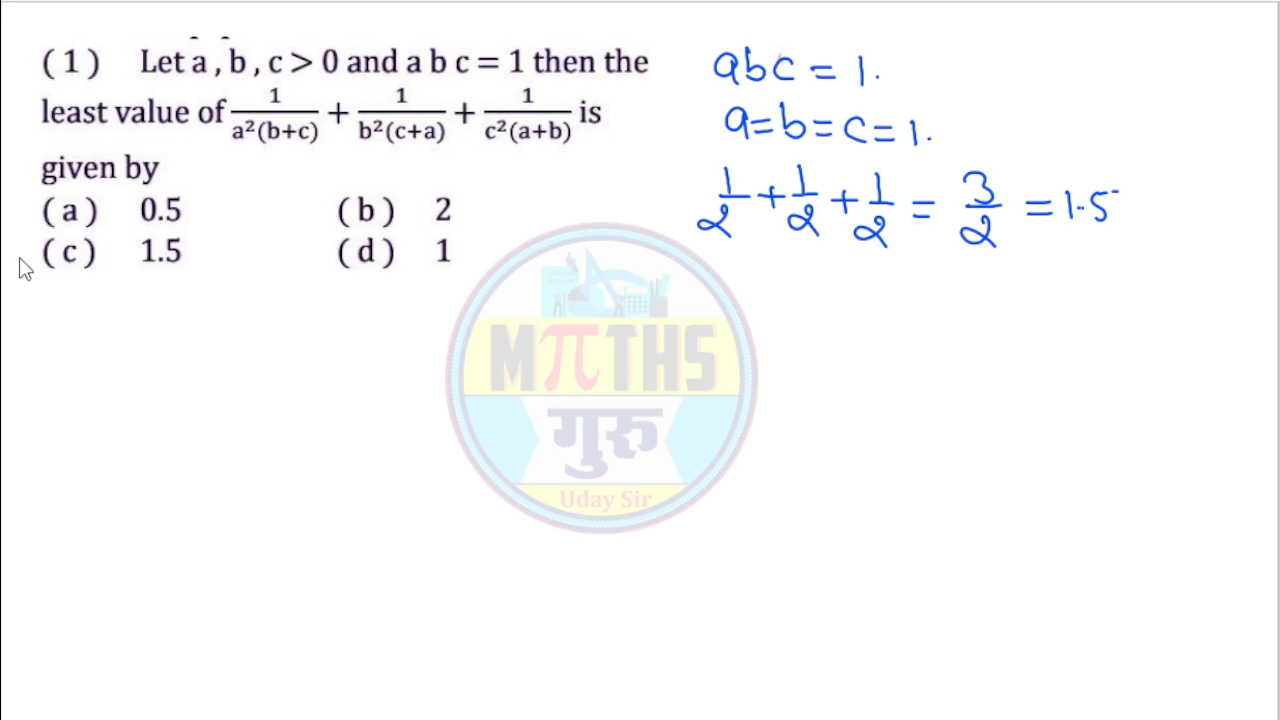 (1) Let a , b , c > 0 and a b c = 1 then the
least value of 1/(a²(b+c)) + 1/(b²(c+a)) + 1/(c²(a+b)) is
given by
(a) 0.5 (b) 2
(c) 1.5 (d) 1
abc = 1.
a=b=c=1.
1/2 + 1/2 + 1/2 = 3/2 = 1.5
MπTHS
गुरु
Uday Sir